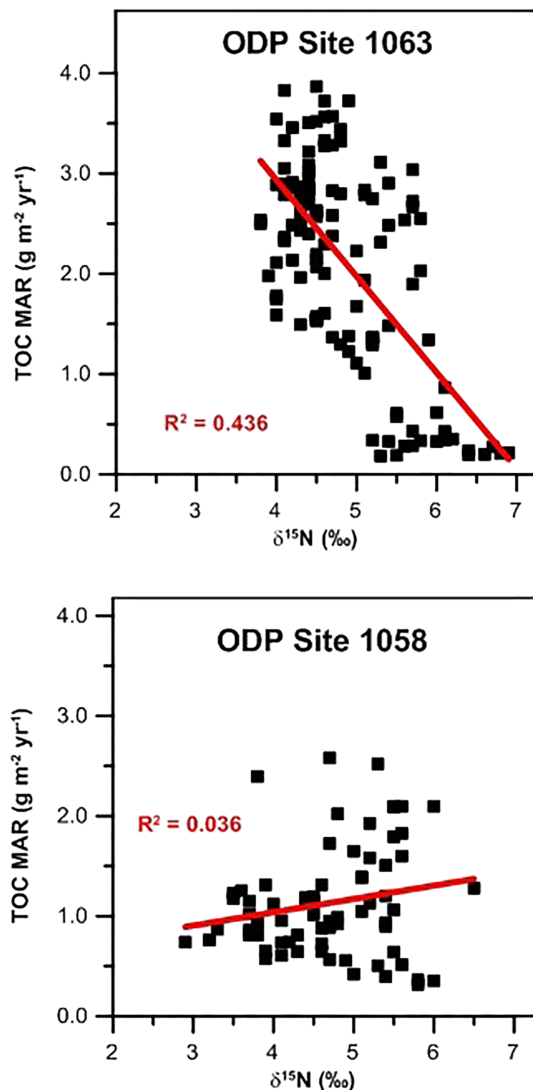 ODP Site 1063
TOC MAR (g m⁻² yr⁻¹)
4.0
3.0
2.0
1.0
0.0
R² = 0.436
2 3 4 5 6 7
δ¹⁵N (‰)
ODP Site 1058
TOC MAR (g m⁻² yr⁻¹)
4.0
3.0
2.0
1.0
0.0
R² = 0.036
2 3 4 5 6 7
δ¹⁵N (‰)